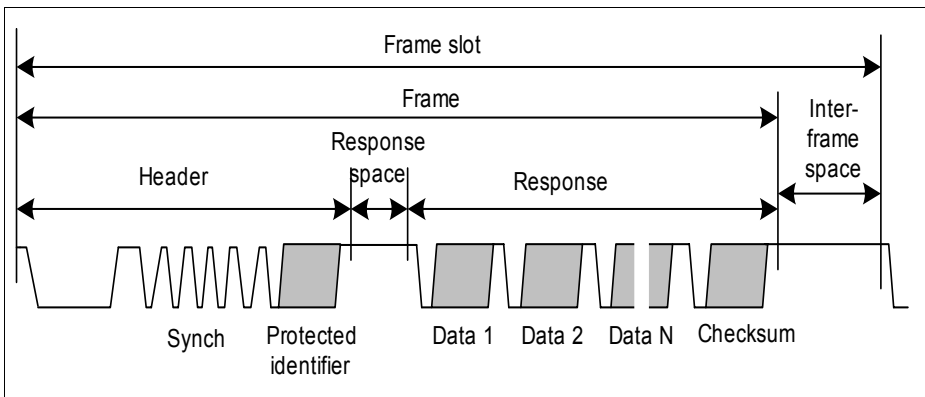 Frame slot
Frame
Inter-
frame
space
Response
space
Header
Response
Synch
Protected
identifier
Data 1
Data 2
Data N
Checksum